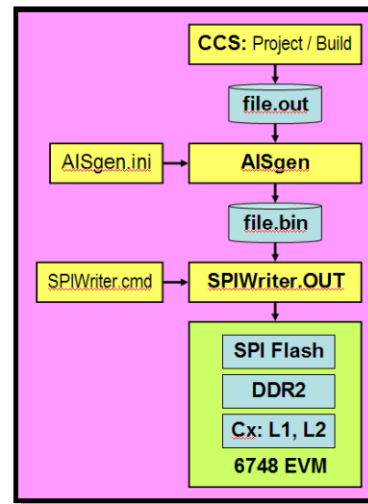 CCS: Project / Build
file.out
AISgen.ini
AISgen
file.bin
SPIWriter.cmd
SPIWriter.OUT
SPI Flash
DDR2
Cx: L1, L2
6748 EVM